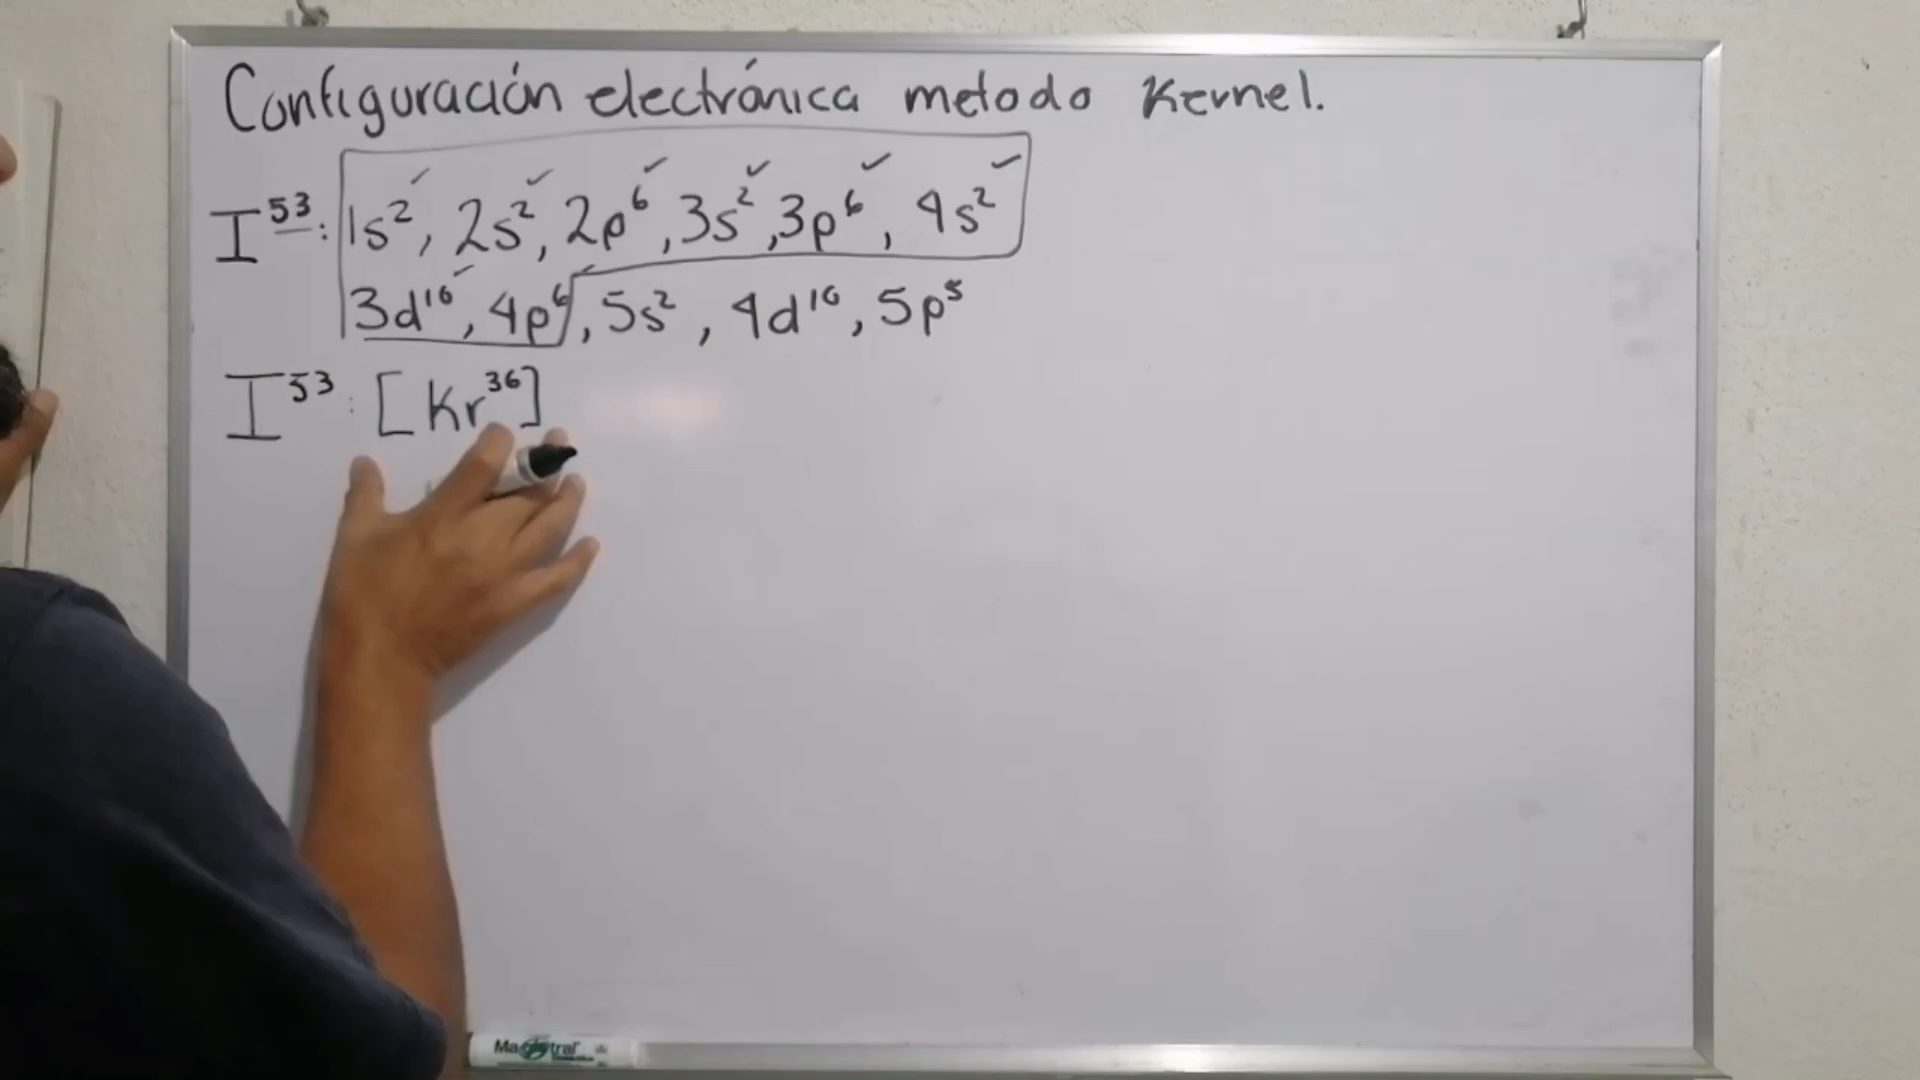 Configuración electrónica metodo Kernel.
I⁵³: 1s², 2s², 2p⁶, 3s², 3p⁶, 4s²
3d¹⁰, 4p⁶, 5s², 4d¹⁰, 5p⁵
I⁵³: [Kr³⁶]